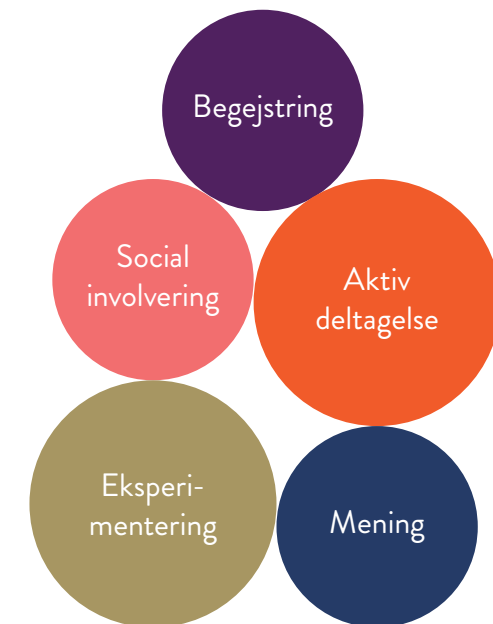 Begejstring
Social
involvering
Aktiv
deltagelse
Eksperi-
mentering
Mening